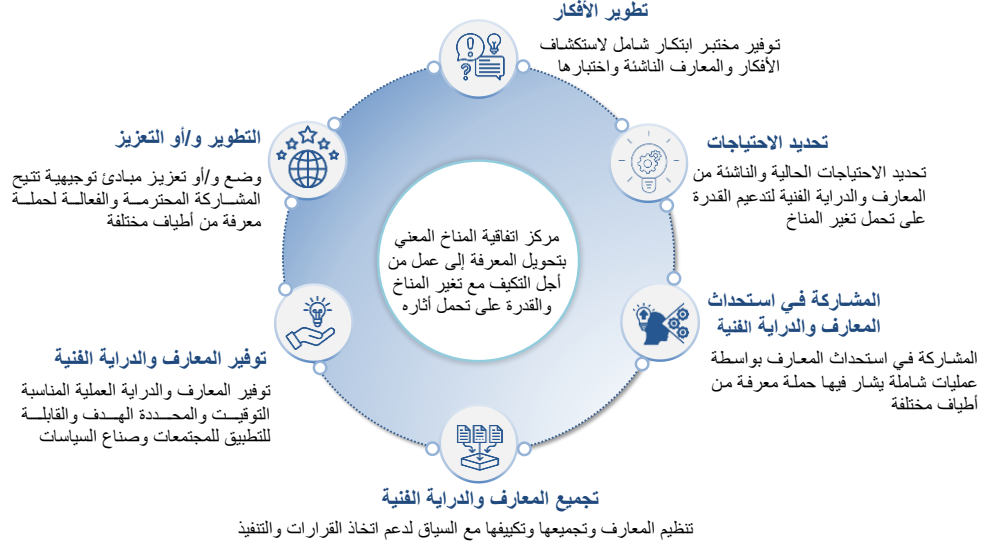 تطوير الأفكار
توفير مختبر ابتكار شامل لاستكشاف
الأفكار والمعارف الناشئة واختبارها
تحديد الاحتياجات
تحديد الاحتياجات الحالية والناشئة من
المعارف والدراية الفنية لتدعيم القدرة
على تحمل تغير المناخ
المشاركة في استحداث
المعارف والدراية الفنية
المشاركة في استحداث المعارف بواسطة
عمليات شاملة يشار فيها حملة معرفة من
أطياف مختلفة
تجميع المعارف والدراية الفنية
تنظيم المعارف وتجميعها وتكييفها مع السياق لدعم اتخاذ القرارات والتنفيذ
توفير المعارف والدراية الفنية
توفير المعارف والدراية العملية المناسبة
التوقيت والمحددة الهدف والقابلة
للتطبيق للمجتمعات وصناع السياسات
التطوير و/أو التعزيز
وضع و/أو تعزيز مبادئ توجيهية تتيح
المشاركة المحترمة والفعالة لحملة
معرفة من أطياف مختلفة
مركز اتفاقية المناخ المعني
بتحويل المعرفة إلى عمل من
أجل التكيف مع تغير المناخ
والقدرة على تحمل أثاره